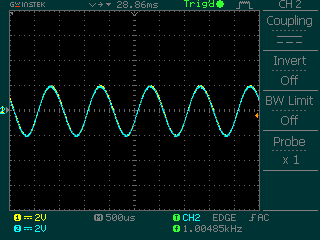 GWINSTEK 28.86ms Trig'd CH 2
Coupling
Invert
Off
BW Limit
Off
Probe
x 1
2
1 2V M 500us T CH2 EDGE AC
2 2V f 1.00485kHz